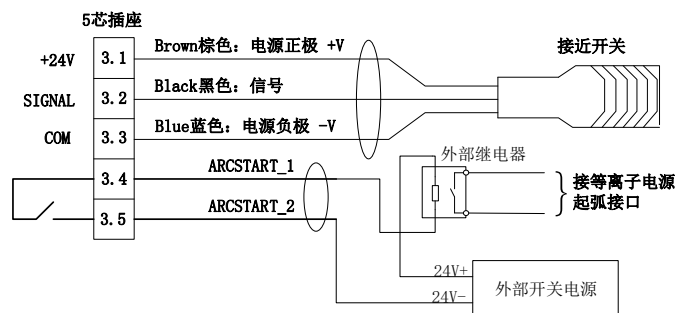 5芯插座
+24V
3.1
Brown棕色：电源正极 +V
接近开关
SIGNAL
3.2
Black黑色：信号
COM
3.3
Blue蓝色：电源负极 -V
3.4
ARCSTART_1
外部继电器
接等离子电源
起弧接口
3.5
ARCSTART_2
24V+
24V-
外部开关电源